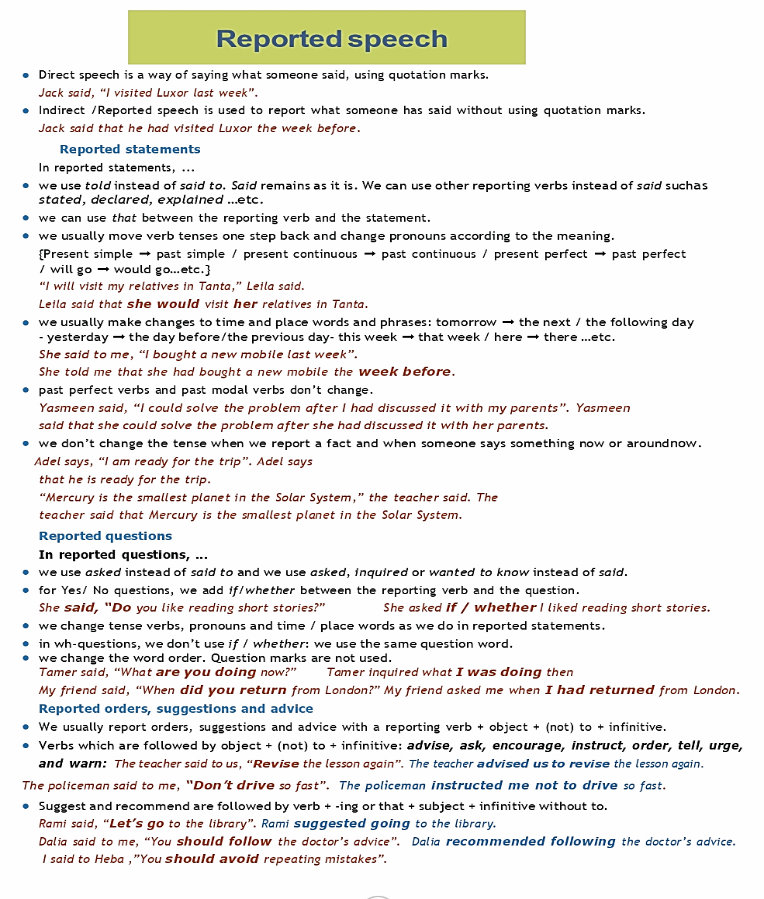 Reported speech
• Direct speech is a way of saying what someone said, using quotation marks.
Jack said, “I visited Luxor last week”.
• Indirect /Reported speech is used to report what someone has said without using quotation marks.
Jack said that he had visited Luxor the week before.
Reported statements
In reported statements, ...
• we use told instead of said to. Said remains as it is. We can use other reporting verbs instead of said suchas
stated, declared, explained …etc.
• we can use that between the reporting verb and the statement.
• we usually move verb tenses one step back and change pronouns according to the meaning.
{Present simple → past simple / present continuous → past continuous / present perfect → past perfect
/ will go → would go…etc.}
“I will visit my relatives in Tanta,” Leila said.
Leila said that she would visit her relatives in Tanta.
• we usually make changes to time and place words and phrases: tomorrow → the next / the following day
- yesterday → the day before/the previous day- this week → that week / here → there …etc.
She said to me, “I bought a new mobile last week”.
She told me that she had bought a new mobile the week before.
• past perfect verbs and past modal verbs don’t change.
Yasmeen said, “I could solve the problem after I had discussed it with my parents”. Yasmeen
said that she could solve the problem after she had discussed it with her parents.
• we don’t change the tense when we report a fact and when someone says something now or aroundnow.
Adel says, “I am ready for the trip”. Adel says
that he is ready for the trip.
“Mercury is the smallest planet in the Solar System,” the teacher said. The
teacher said that Mercury is the smallest planet in the Solar System.
Reported questions
In reported questions, ...
• we use asked instead of said to and we use asked, inquired or wanted to know instead of said.
• for Yes/ No questions, we add if/whether between the reporting verb and the question.
She said, “Do you like reading short stories?” She asked if / whether I liked reading short stories.
• we change tense verbs, pronouns and time / place words as we do in reported statements.
• in wh-questions, we don’t use if / whether: we use the same question word.
• we change the word order. Question marks are not used.
Tamer said, “What are you doing now?” Tamer inquired what I was doing then
My friend said, “When did you return from London?” My friend asked me when I had returned from London.
Reported orders, suggestions and advice
• We usually report orders, suggestions and advice with a reporting verb + object + (not) to + infinitive.
• Verbs which are followed by object + (not) to + infinitive: advise, ask, encourage, instruct, order, tell, urge,
and warn: The teacher said to us, “Revise the lesson again”. The teacher advised us to revise the lesson again.
The policeman said to me, “Don’t drive so fast”. The policeman instructed me not to drive so fast.
• Suggest and recommend are followed by verb + -ing or that + subject + infinitive without to.
Rami said, “Let’s go to the library”. Rami suggested going to the library.
Dalia said to me, “You should follow the doctor’s advice”. Dalia recommended following the doctor’s advice.
I said to Heba ,”You should avoid repeating mistakes”.